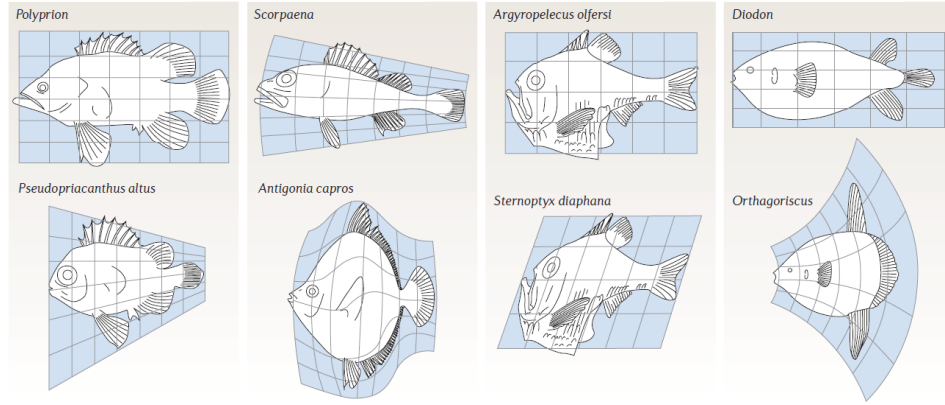 Polyprion
Scorpaena
Argyropelecus olfersi
Diodon
Pseudopriacanthus altus
Antigonia capros
Sternoptyx diaphana
Orthagoriscus